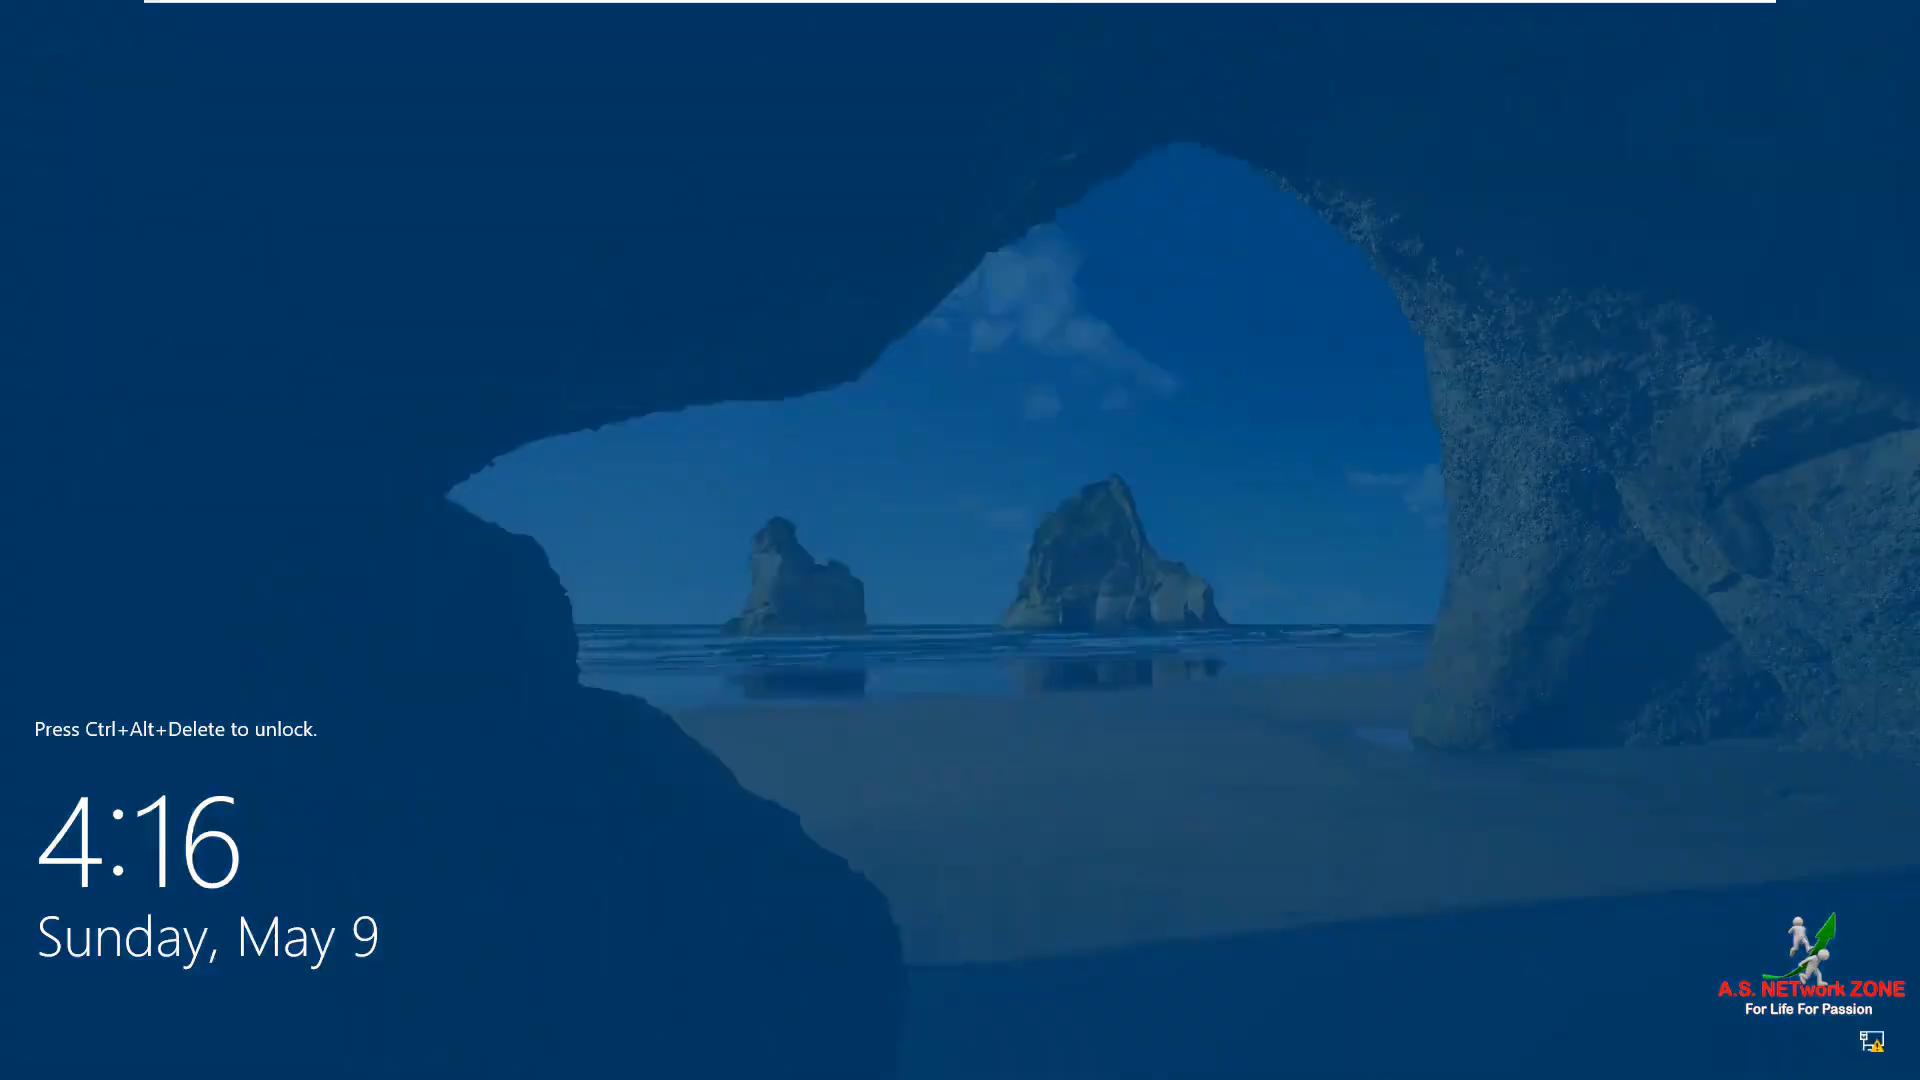 Press Ctrl+Alt+Delete to unlock.
4:16
Sunday, May 9
A.S. NETwork ZONE
For Life For Passion